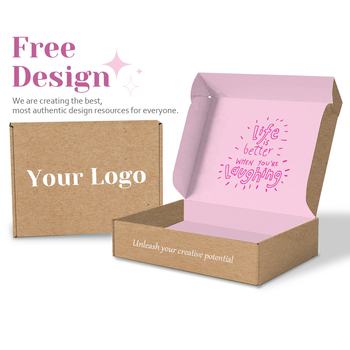 Free
Design
We are creating the best,
most authentic design resources for everyone.
Your Logo
Life
is
better
WHEN YOU'RE
Laughing
Unleash your creative potential